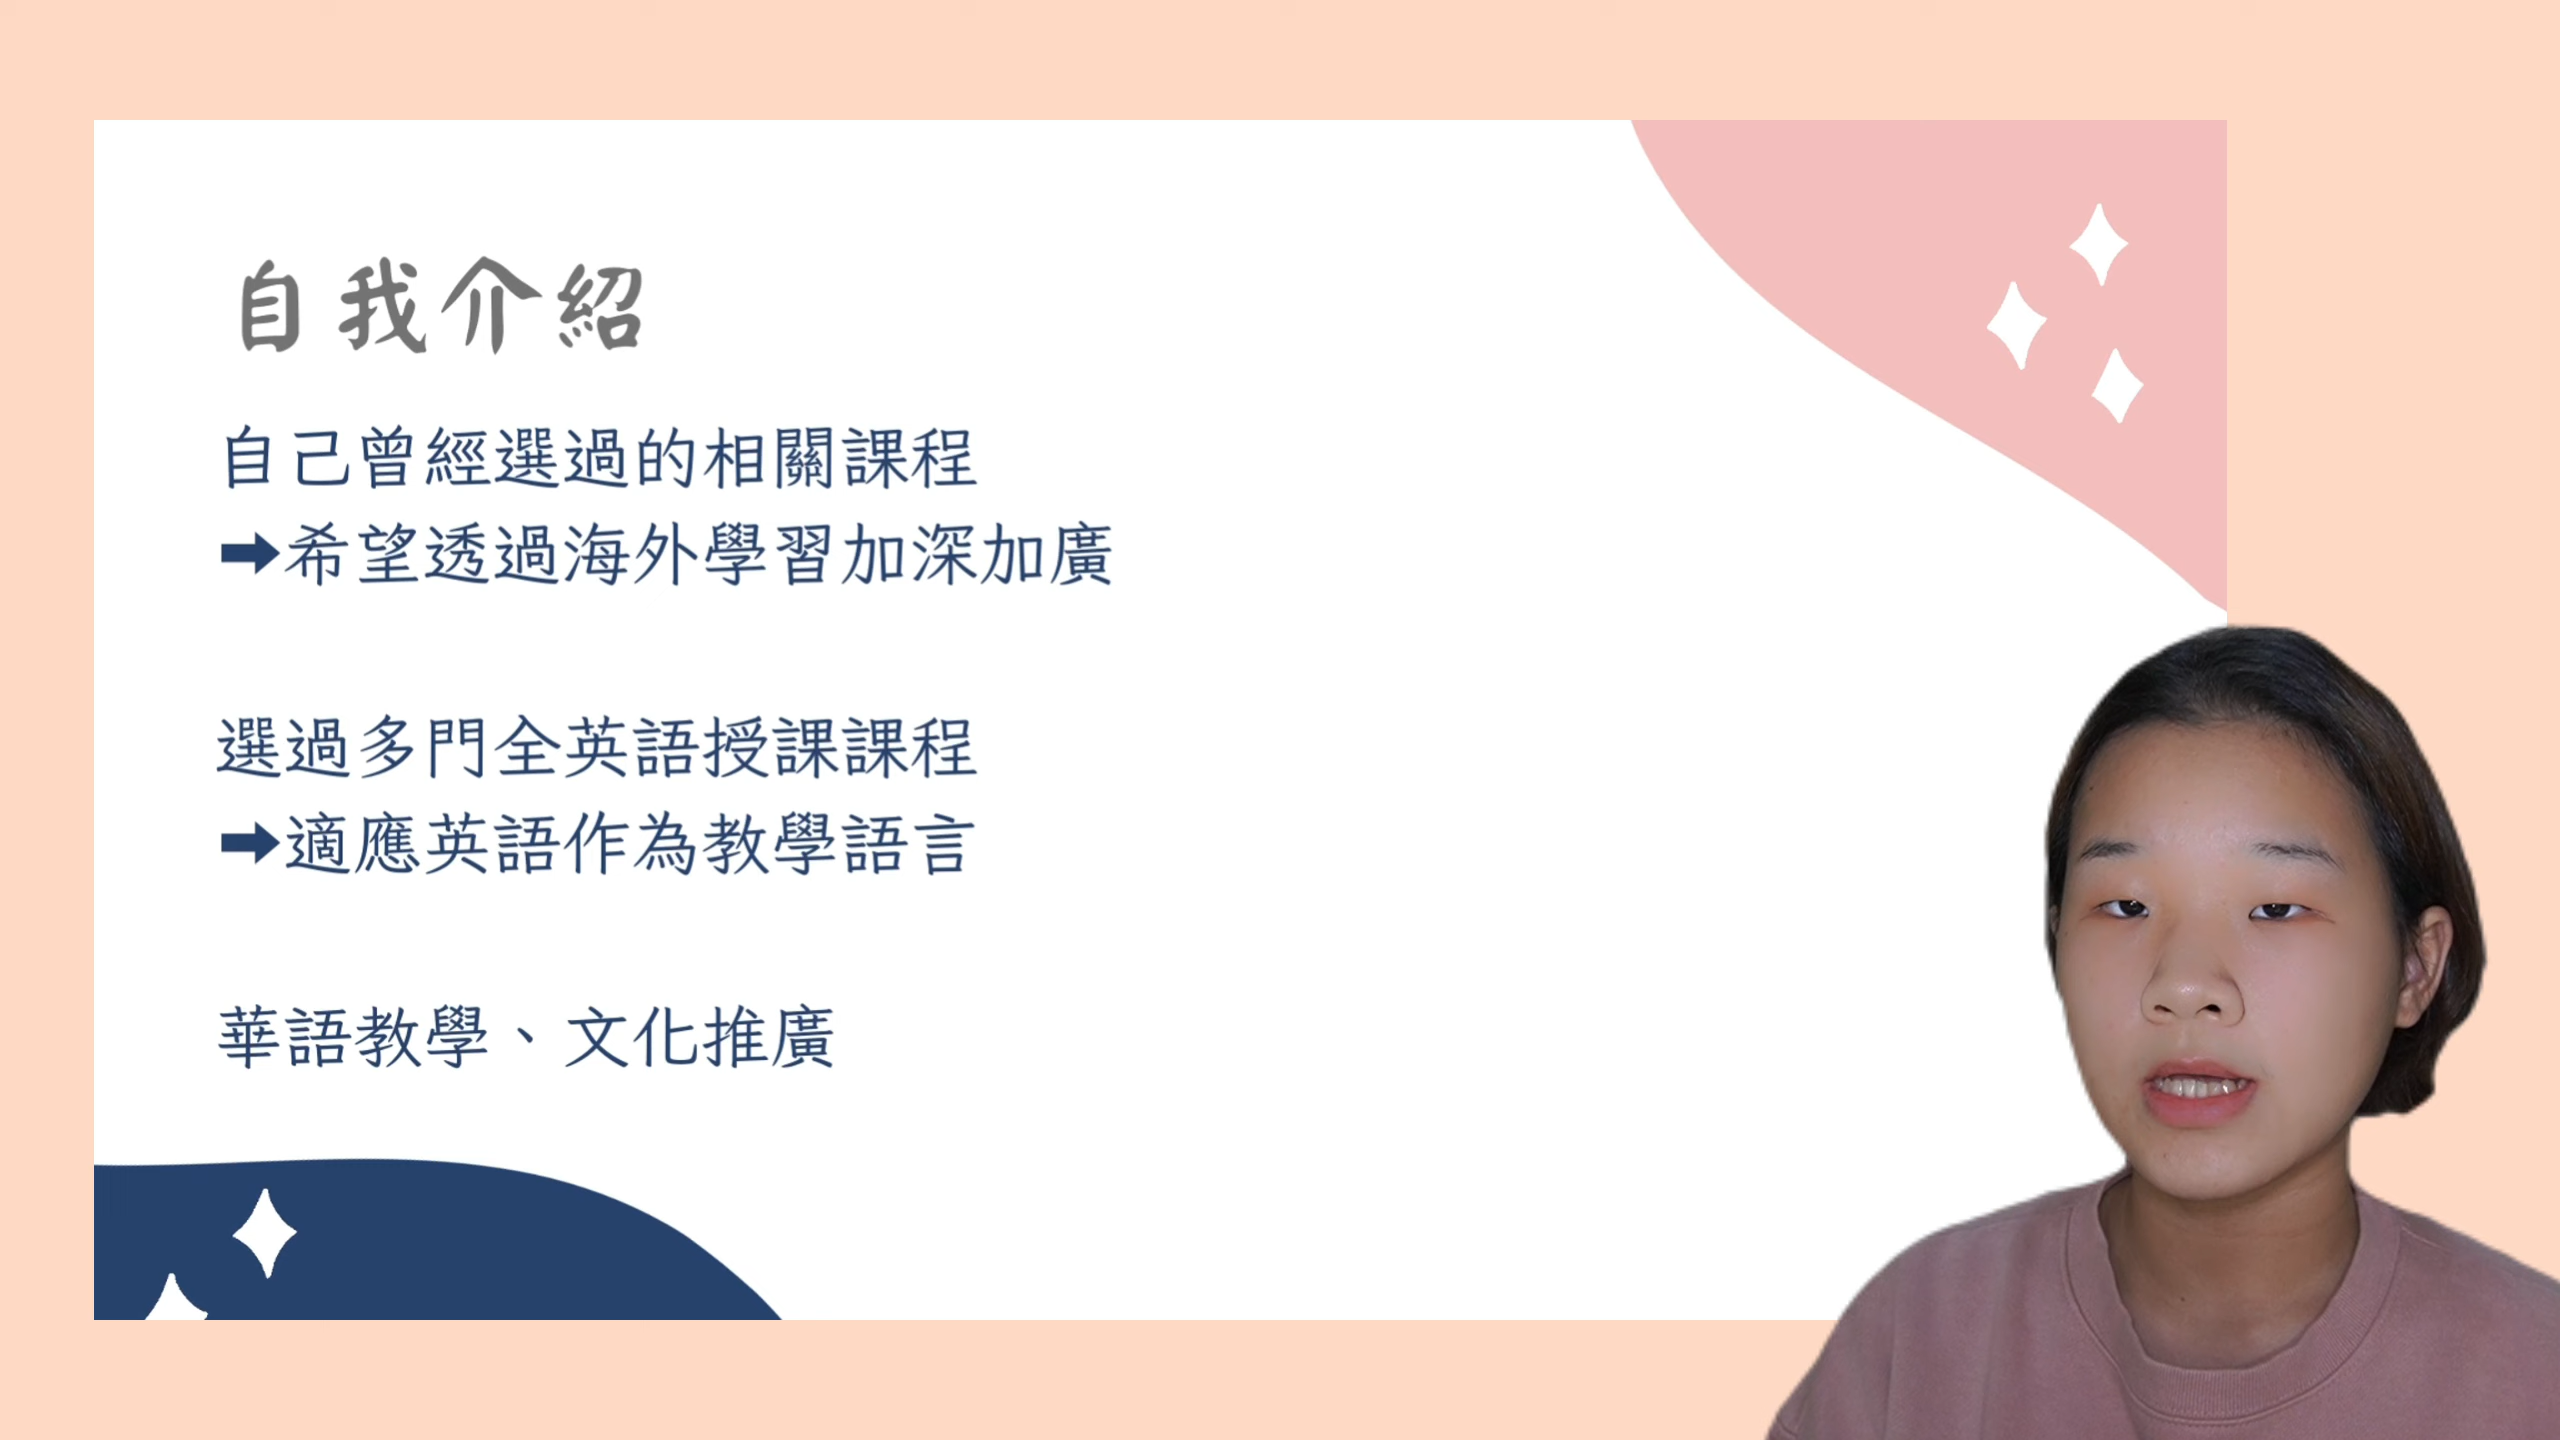 自我介紹
自己曾經選過的相關課程
➡希望透過海外學習加深加廣
選過多門全英語授課課程
➡適應英語作為教學語言
華語教學、文化推廣